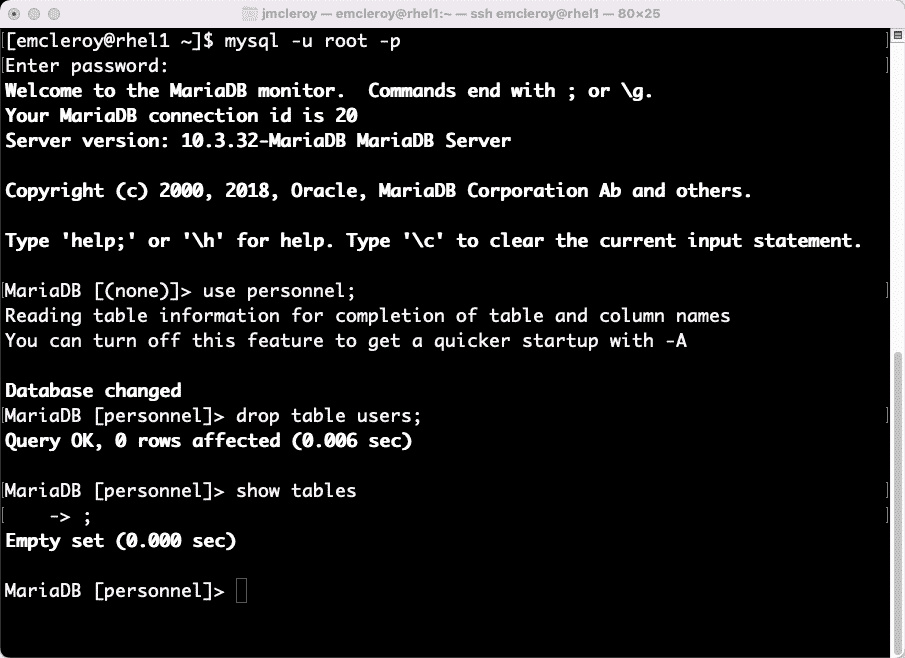 jmcleroy — emcleroy@rhel1:~ — ssh emcleroy@rhel1 — 80×25
[[emcleroy@rhel1 ~]$ mysql -u root -p ]
[Enter password: ]
Welcome to the MariaDB monitor.  Commands end with ; or \g.
Your MariaDB connection id is 20
Server version: 10.3.32-MariaDB MariaDB Server
Copyright (c) 2000, 2018, Oracle, MariaDB Corporation Ab and others.
Type 'help;' or '\h' for help. Type '\c' to clear the current input statement.
[MariaDB [(none)]> use personnel; ]
Reading table information for completion of table and column names
You can turn off this feature to get a quicker startup with -A
Database changed
[MariaDB [personnel]> drop table users; ]
Query OK, 0 rows affected (0.006 sec)
[MariaDB [personnel]> show tables ]
[    -> ; ]
Empty set (0.000 sec)
MariaDB [personnel]>